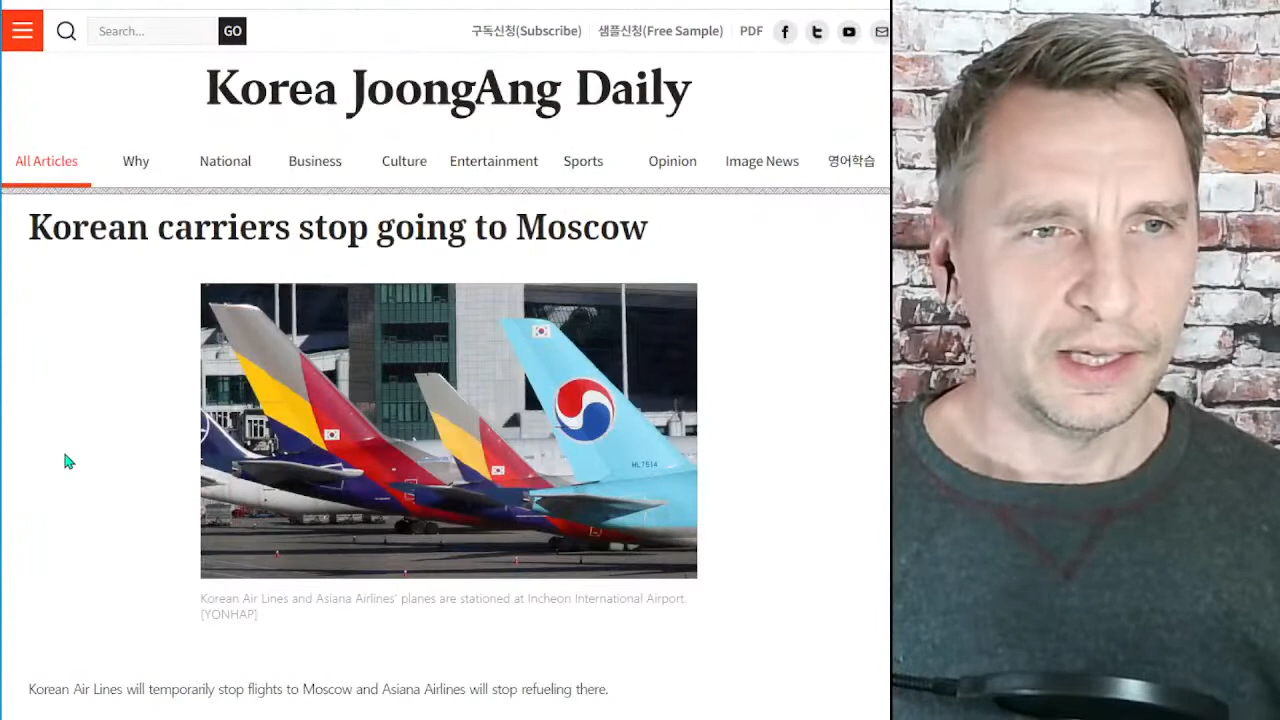 Search...
GO
구독신청(Subscribe)
샘플신청(Free Sample)
PDF
Korea JoongAng Daily
All Articles
Why
National
Business
Culture
Entertainment
Sports
Opinion
Image News
영어학습
Korean carriers stop going to Moscow
HL7514
Korean Air Lines and Asiana Airlines' planes are stationed at Incheon International Airport.
[YONHAP]
Korean Air Lines will temporarily stop flights to Moscow and Asiana Airlines will stop refueling there.